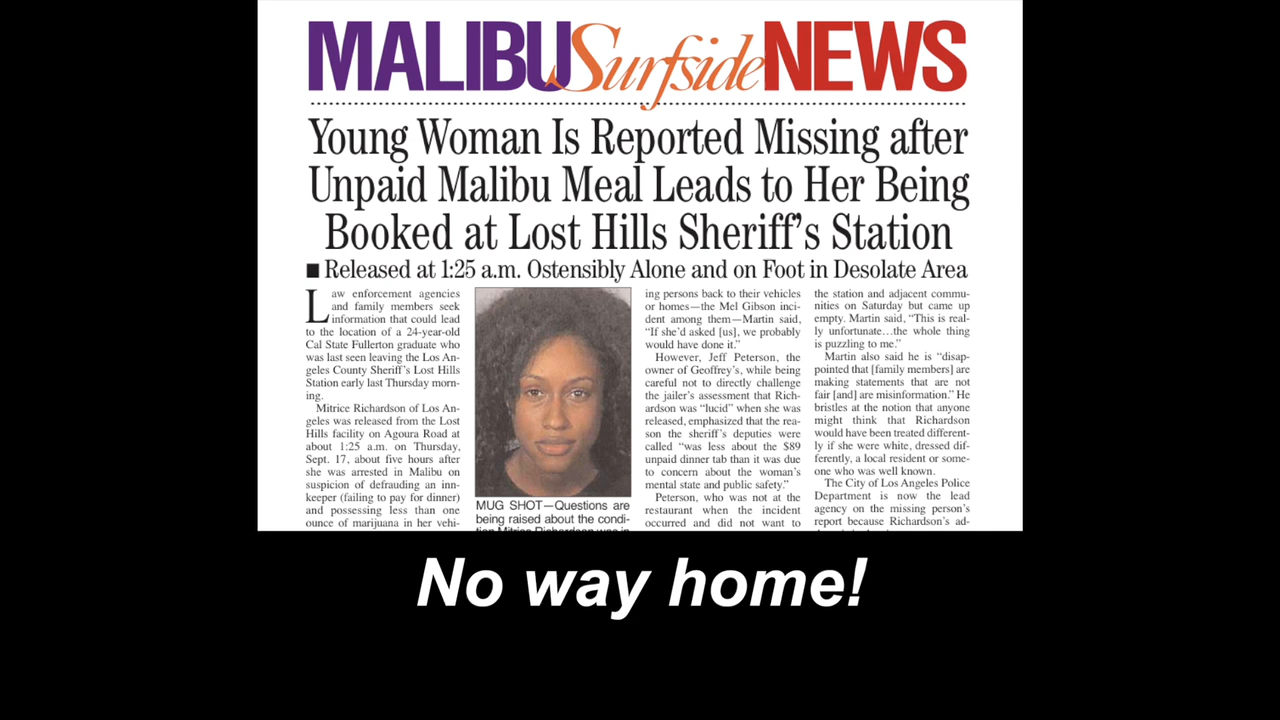 MALIBU Surfside NEWS
Young Woman Is Reported Missing after
Unpaid Malibu Meal Leads to Her Being
Booked at Lost Hills Sheriff's Station
■ Released at 1:25 a.m. Ostensibly Alone and on Foot in Desolate Area
Law enforcement agencies
and family members seek
information that could lead
to the location of a 24-year-old
Cal State Fullerton graduate who
was last seen leaving the Los An-
geles County Sheriff's Lost Hills
Station early last Thursday morn-
ing.
Mitrice Richardson of Los An-
geles was released from the Lost
Hills facility on Agoura Road at
about 1:25 a.m. on Thursday,
Sept. 17, about five hours after
she was arrested in Malibu on
suspicion of defrauding an inn-
keeper (failing to pay for dinner)
and possessing less than one
ounce of marijuana in her vehi-
MUG SHOT—Questions are
being raised about the condi-
tion Mitrice Richardson was in
ing persons back to their vehicles
or homes—the Mel Gibson inci-
dent among them—Martin said,
"If she'd asked [us], we probably
would have done it."
However, Jeff Peterson, the
owner of Geoffrey's, while being
careful not to directly challenge
the jailer's assessment that Rich-
ardson was "lucid" when she was
released, emphasized that the rea-
son the sheriff's deputies were
called "was less about the $89
unpaid dinner tab than it was due
to concern about the woman's
mental state and public safety."
Peterson, who was not at the
restaurant when the incident
occurred and did not want to
the station and adjacent commu-
nities on Saturday but came up
empty. Martin said, "This is real-
ly unfortunate…the whole thing
is puzzling to me."
Martin also said he is "disap-
pointed that [family members] are
making statements that are not
fair [and] are misinformation." He
bristles at the notion that anyone
might think that Richardson
would have been treated different-
ly if she were white, dressed dif-
ferently, a local resident or some-
one who was well known.
The City of Los Angeles Police
Department is now the lead
agency on the missing person's
report because Richardson's ad-
No way home!